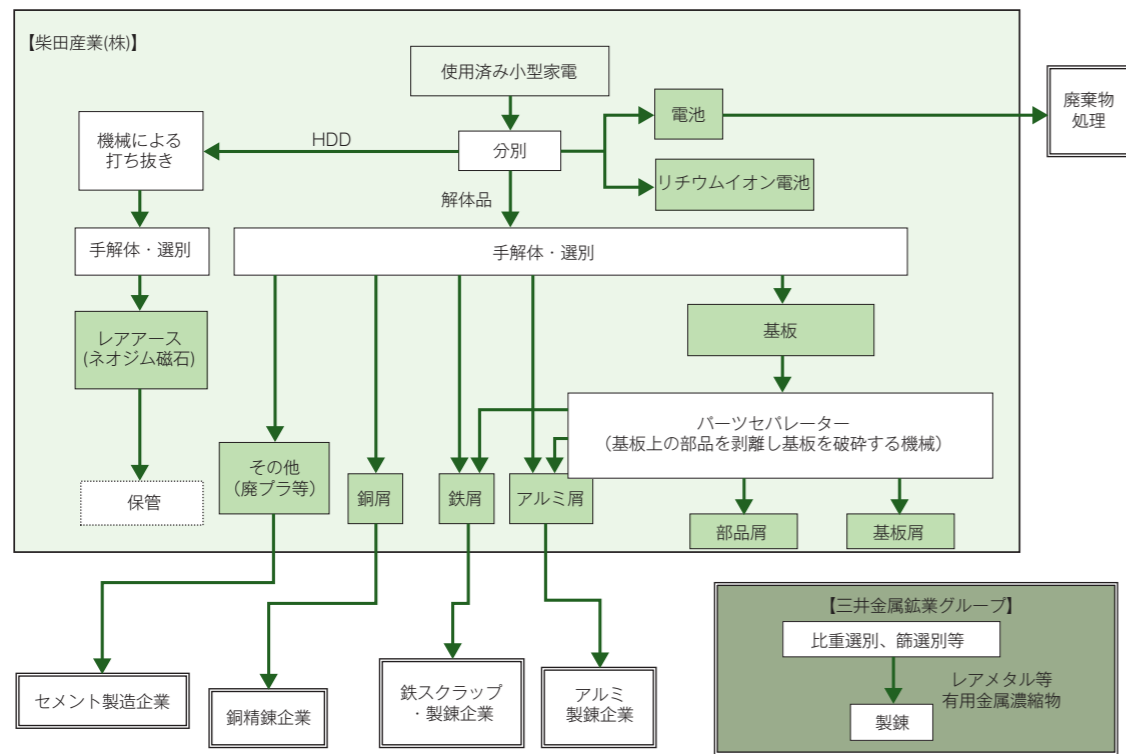 【柴田産業(株)】
使用済み小型家電
電池
廃棄物
処理
機械による
打ち抜き
HDD
分別
リチウムイオン電池
解体品
手解体・選別
手解体・選別
レアアース
(ネオジム磁石)
基板
パーツセパレーター
（基板上の部品を剥離し基板を破砕する機械）
その他
（廃プラ等）
銅屑
鉄屑
アルミ屑
保管
部品屑
基板屑
【三井金属鉱業グループ】
比重選別、篩選別等
レアメタル等
有用金属濃縮物
製錬
セメント製造企業
銅精錬企業
鉄スクラップ
・製錬企業
アルミ
製錬企業